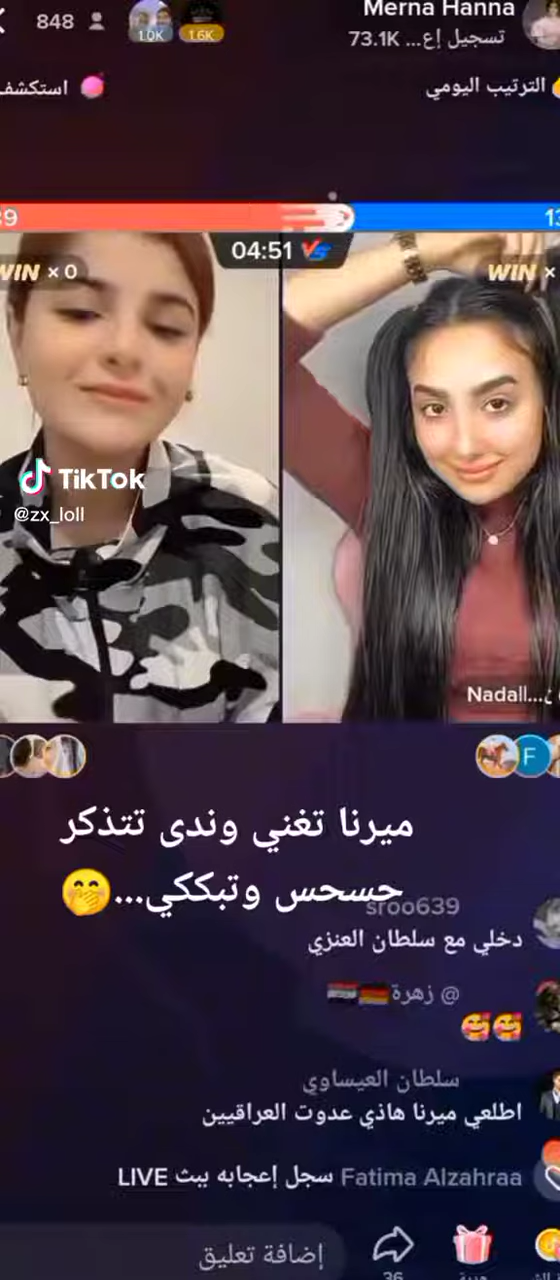 Merna Hanna
848
1.0K
1.6K
73.1K تسجيل إع...
الترتيب اليومي
استكشف
04:51
WIN × 0
WIN ×
TikTok
@zx_loll
Nadall...
F
ميرنا تغني وندى تتذكر
حسحس وتبككي...🤭
sroo639
دخلي مع سلطان العنزي
@ زهرة🇩🇪🇮🇶
🥰🥰
سلطان العيساوي
اطلعي ميرنا هاذي عدوت العراقيين
Fatima Alzahraa سجل إعجابه ببث LIVE
إضافة تعليق
36